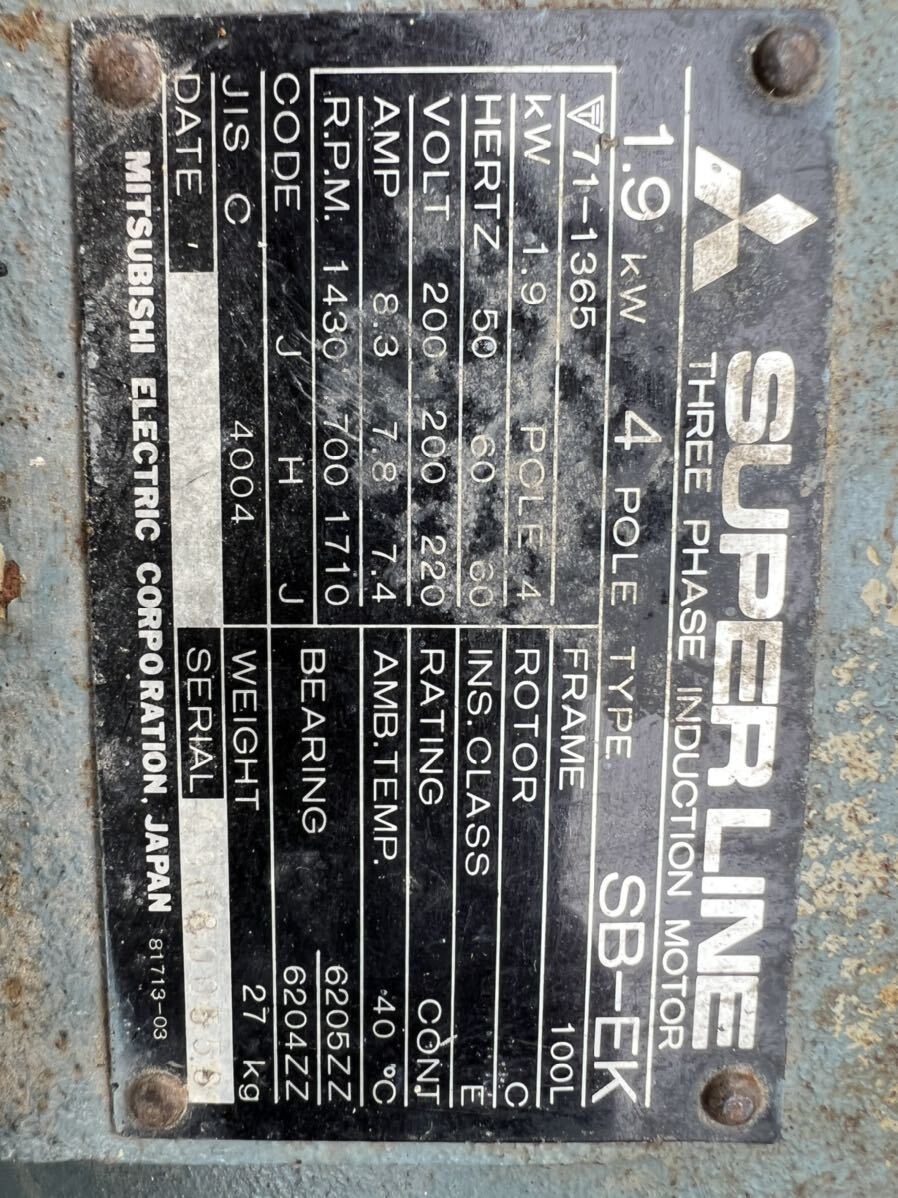 SUPER LINE
THREE PHASE INDUCTION MOTOR
1.9 kW 4 POLE TYPE SB-EK
71-1365
kW 1.9 POLE 4
HERTZ 50 60 60
VOLT 200 200 220
AMP 8.3 7.8 7.4
R.P.M. 1430 700 1710
CODE J H J
JIS C 4004
DATE
FRAME 100L
ROTOR C
INS.CLASS E
RATING CONT
AMB.TEMP. 40 °C
BEARING 6205ZZ
6204ZZ
WEIGHT 27 kg
SERIAL
MITSUBISHI ELECTRIC CORPORATION, JAPAN 81713-03